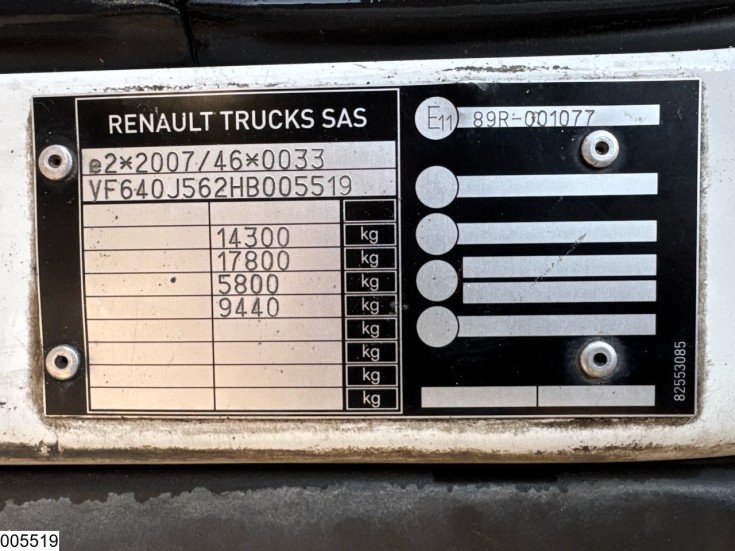 RENAULT TRUCKS SAS
e2*2007/46*0033
VF640J562HB005519
14300 kg
17800 kg
5800 kg
9440 kg
kg
kg
kg
kg
E11 89R-001077
82553085
005519